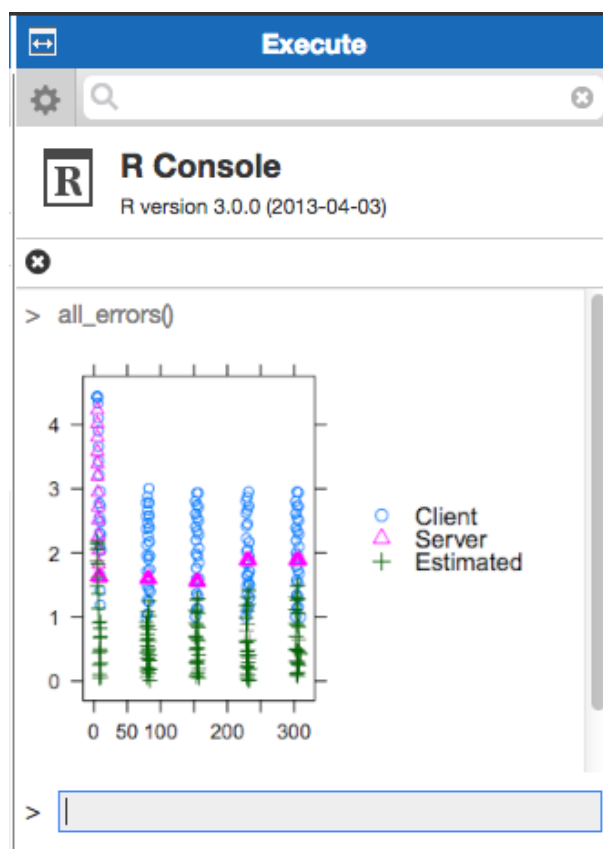 Execute
R Console
R version 3.0.0 (2013-04-03)
> all_errors()
4
3
2
1
0
0 50 100 200 300
Client
Server
Estimated
>